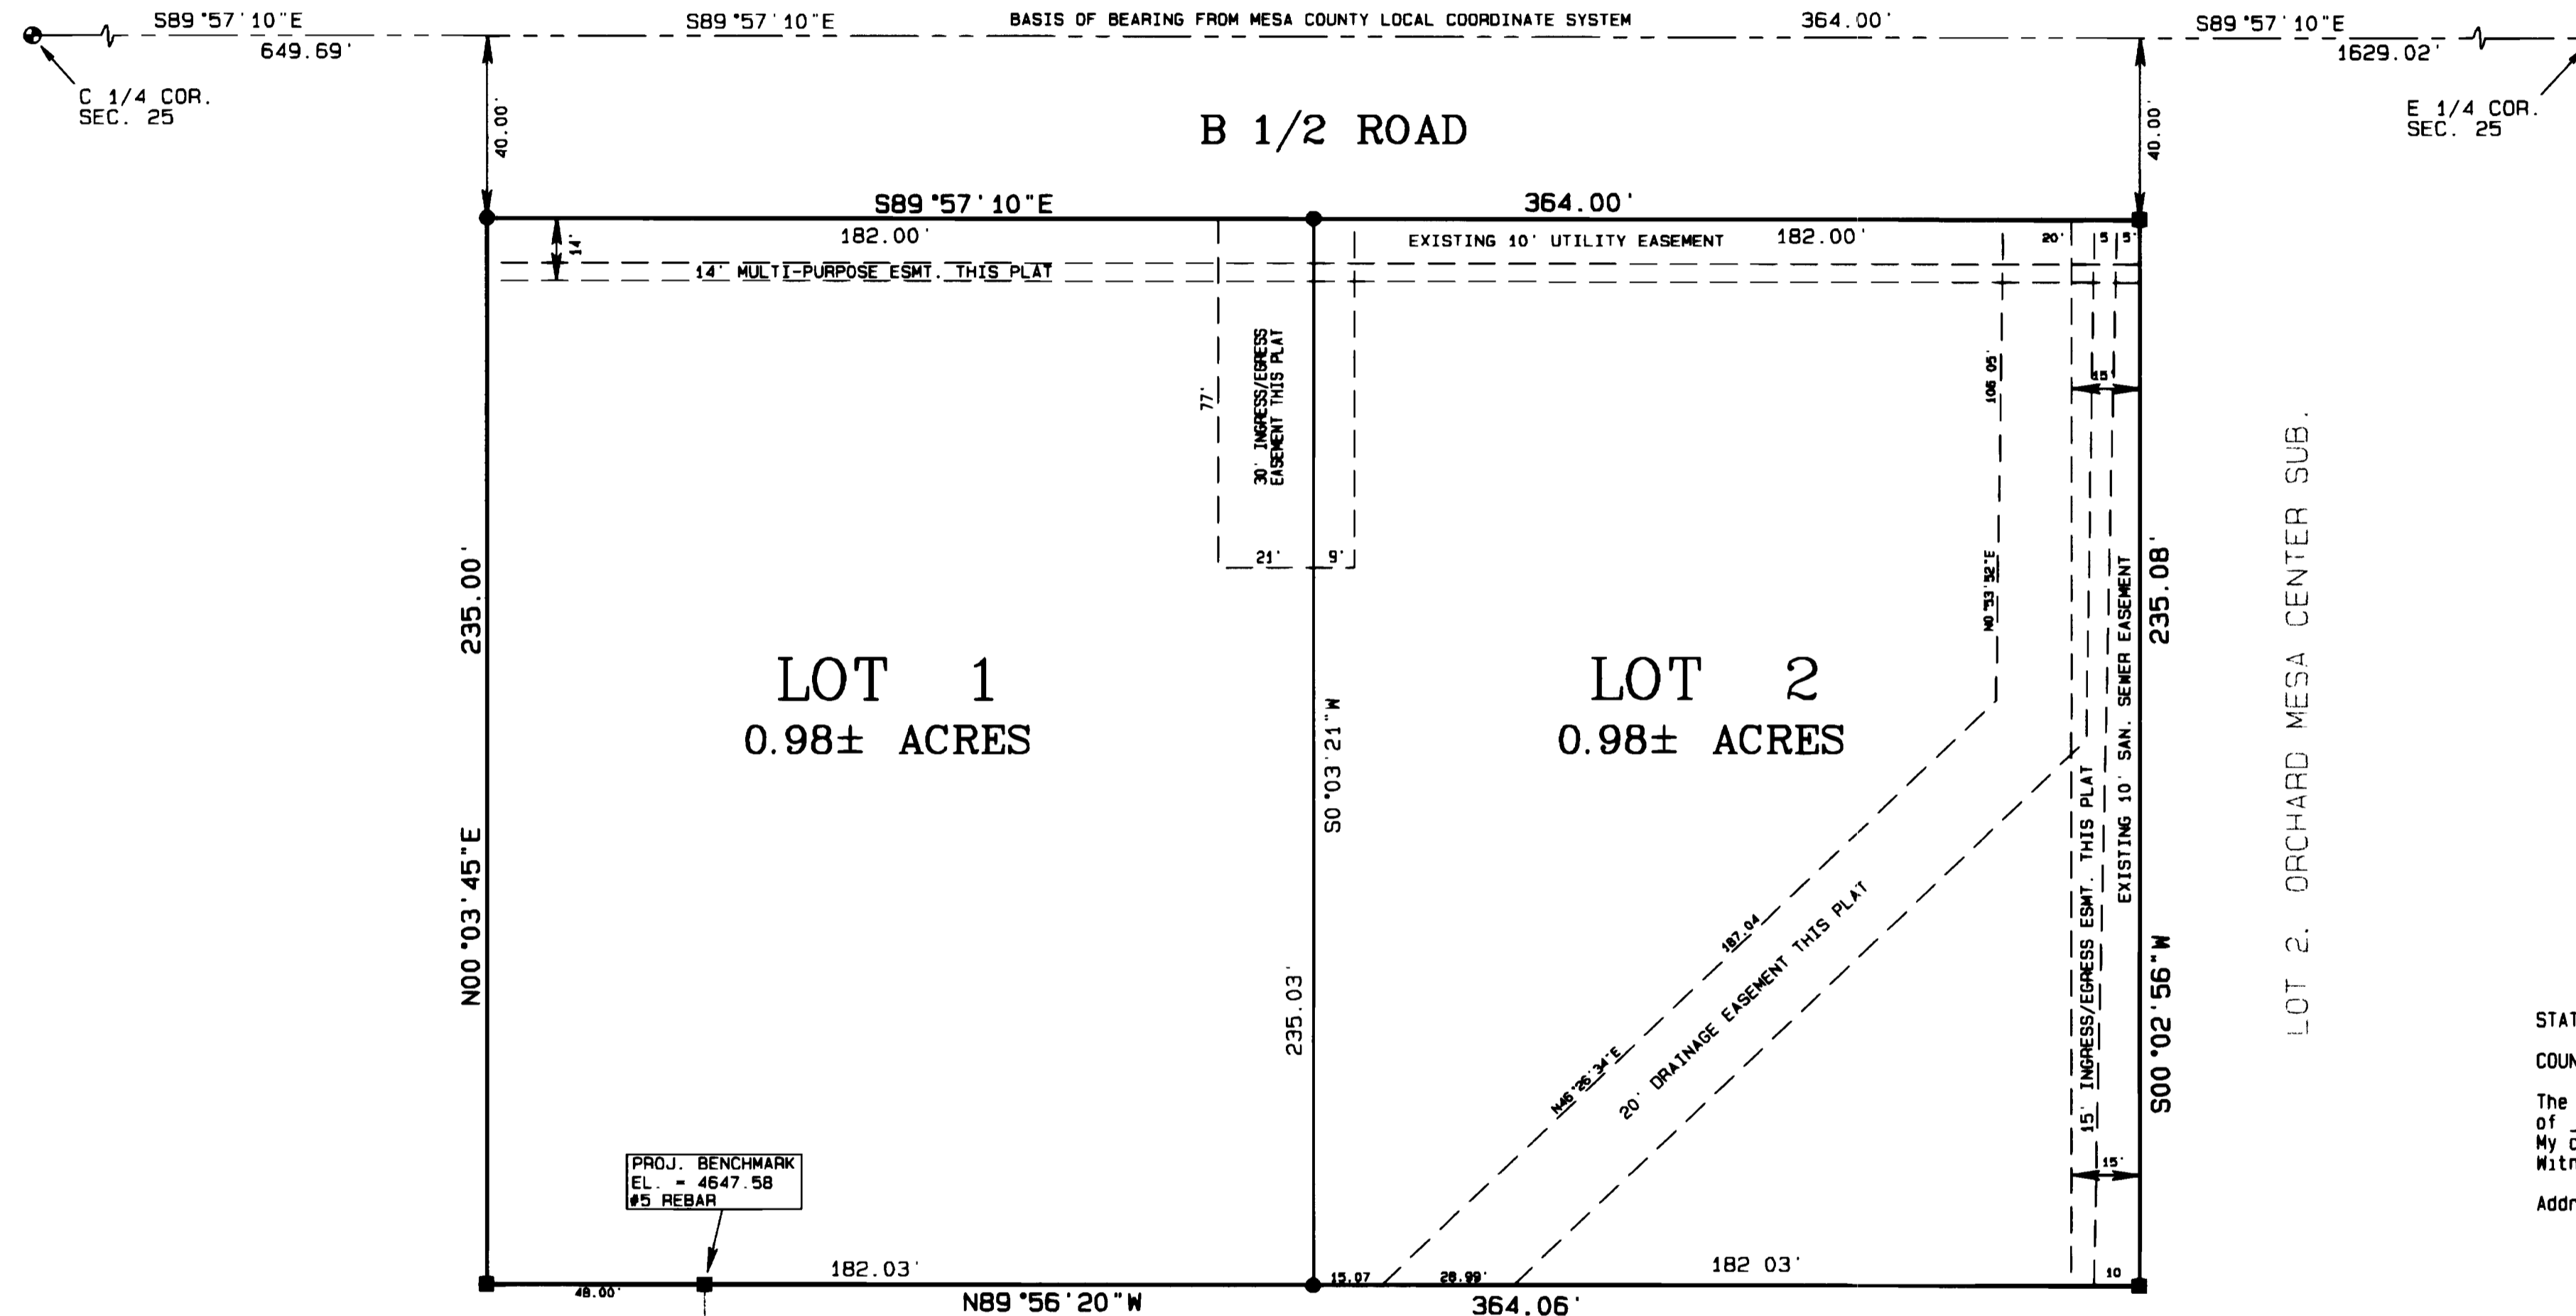 S89°57'10"E
649.69'
S89°57'10"E
BASIS OF BEARING FROM MESA COUNTY LOCAL COORDINATE SYSTEM
364.00'
S89°57'10"E
1629.02'
C 1/4 COR.
SEC. 25
E 1/4 COR.
SEC. 25
40.00'
B 1/2 ROAD
40.00'
S89°57'10"E
364.00'
14'
182.00'
EXISTING 10' UTILITY EASEMENT
182.00'
20'
5
5'
14' MULTI-PURPOSE ESMT. THIS PLAT
77'
30' INGRESS/EGRESS
EASEMENT THIS PLAT
106.05'
15'
21'
9'
N0°53'52"E
235.00'
N00°03'45"E
LOT 1
0.98± ACRES
S0°03'21"W
235.03'
LOT 2
0.98± ACRES
187.04
N46°26'34"E
20' DRAINAGE EASEMENT THIS PLAT
15' INGRESS/EGRESS ESMT. THIS PLAT
EXISTING 10' SAN. SEWER EASEMENT
235.08'
S00°02'56"W
LOT 2. ORCHARD MESA CENTER SUB.
STAT
COUN
The
of
My
Witn
Addr
PROJ. BENCHMARK
EL. = 4647.58
#5 REBAR
15'
48.00'
182.03'
15.07
28.99'
182 03'
10
N89°56'20"W
364.06'